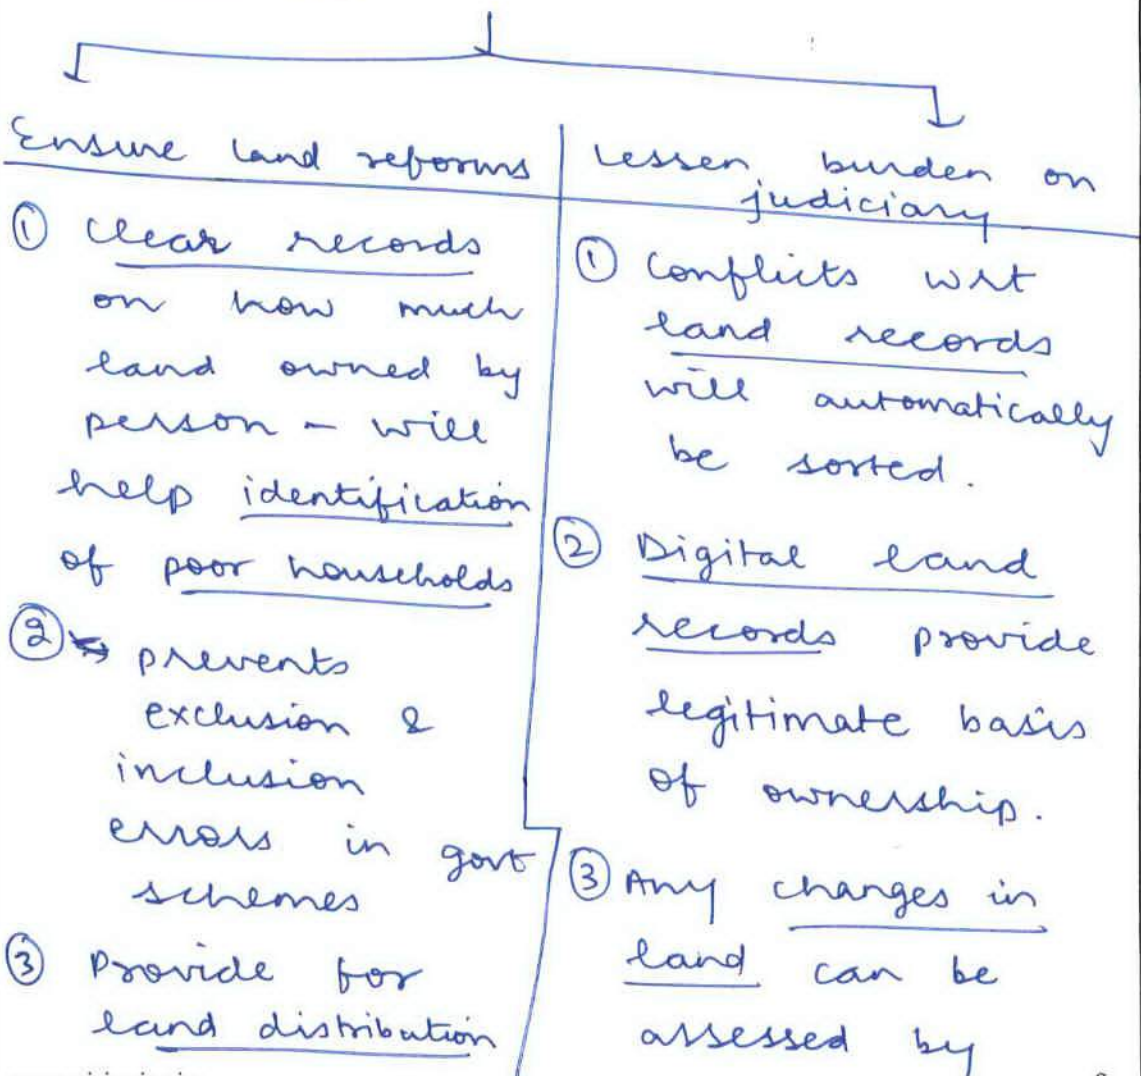 Ensure land reforms
① Clear records
on how much
land owned by
person - will
help identification
of poor households
② prevents
exclusion &
inclusion
errors in govt
schemes
③ Provide for
land distribution
Lessen burden on
judiciary
① Conflicts wrt
land records
will automatically
be sorted.
② Digital land
records provide
legitimate basis
of ownership.
③ Any changes in
land can be
assessed by